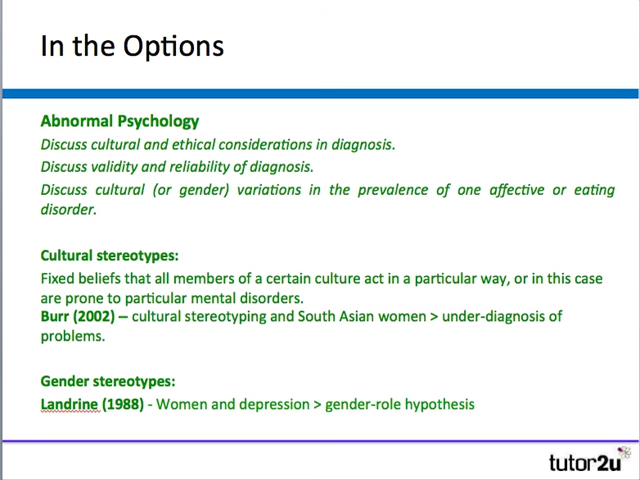 In the Options
Abnormal Psychology
Discuss cultural and ethical considerations in diagnosis.
Discuss validity and reliability of diagnosis.
Discuss cultural (or gender) variations in the prevalence of one affective or eating
disorder.
Cultural stereotypes:
Fixed beliefs that all members of a certain culture act in a particular way, or in this case
are prone to particular mental disorders.
Burr (2002) – cultural stereotyping and South Asian women > under-diagnosis of
problems.
Gender stereotypes:
Landrine (1988) - Women and depression > gender-role hypothesis
tutor2u